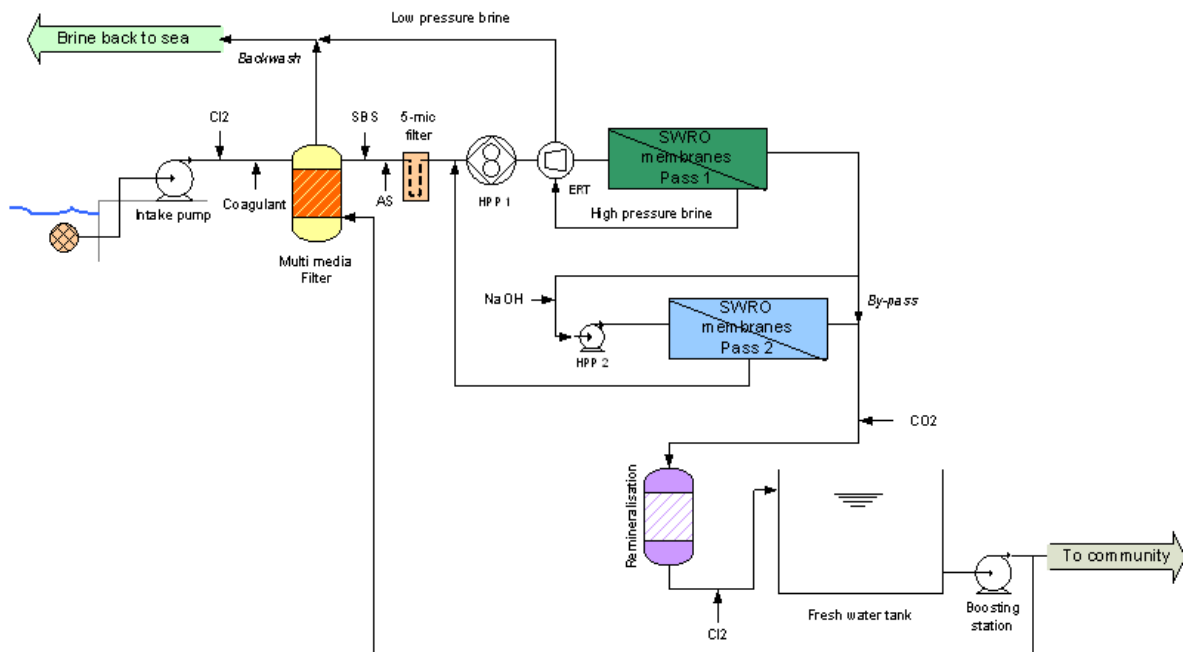 Low pressure brine
Brine back to sea
Backwash
Cl2
SBS
5-mic
filter
SWRO
membranes
Pass 1
ERT
HPP 1
AS
Coagulant
Intake pump
High pressure brine
Multi media
Filter
NaOH
SWRO
membranes
Pass 2
By-pass
HPP 2
CO2
Remineralisation
To community
Fresh water tank
Boosting
station
Cl2